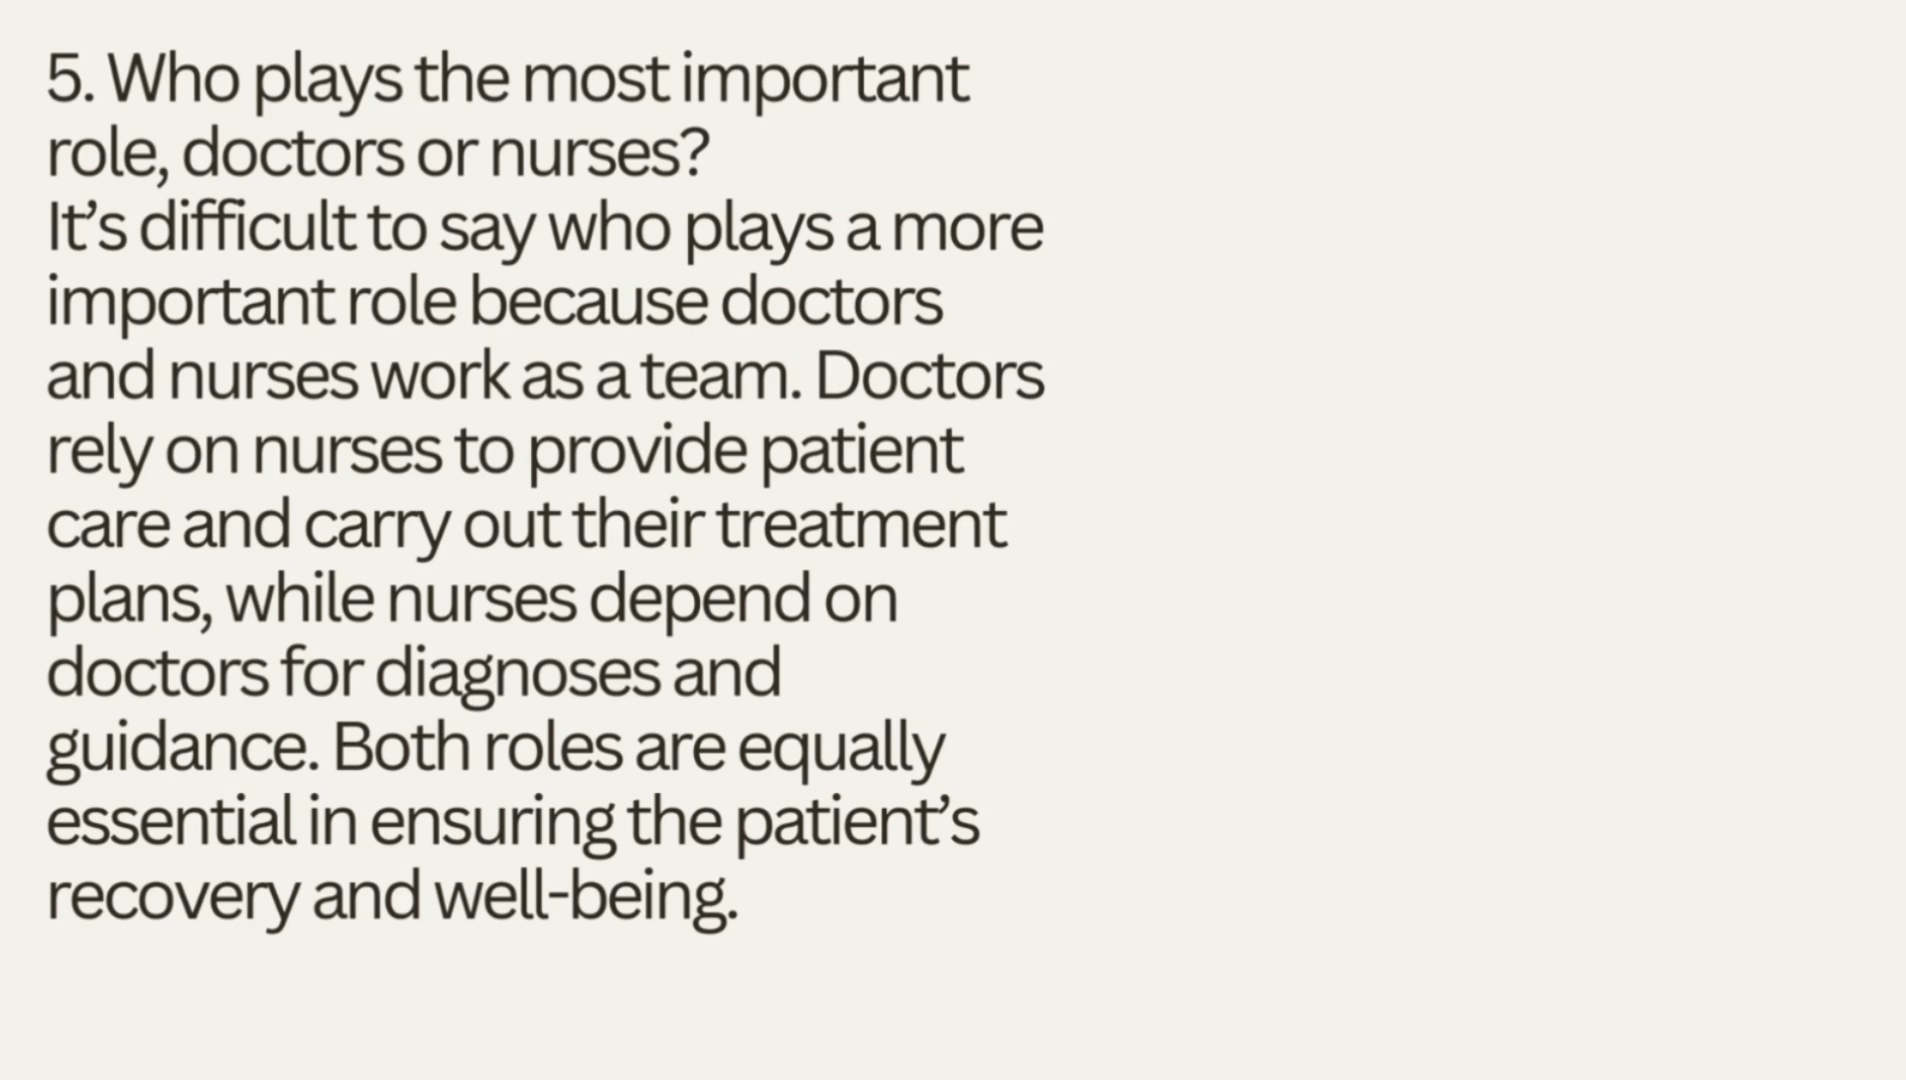 5. Who plays the most important
role, doctors or nurses?
It’s difficult to say who plays a more
important role because doctors
and nurses work as a team. Doctors
rely on nurses to provide patient
care and carry out their treatment
plans, while nurses depend on
doctors for diagnoses and
guidance. Both roles are equally
essential in ensuring the patient’s
recovery and well-being.